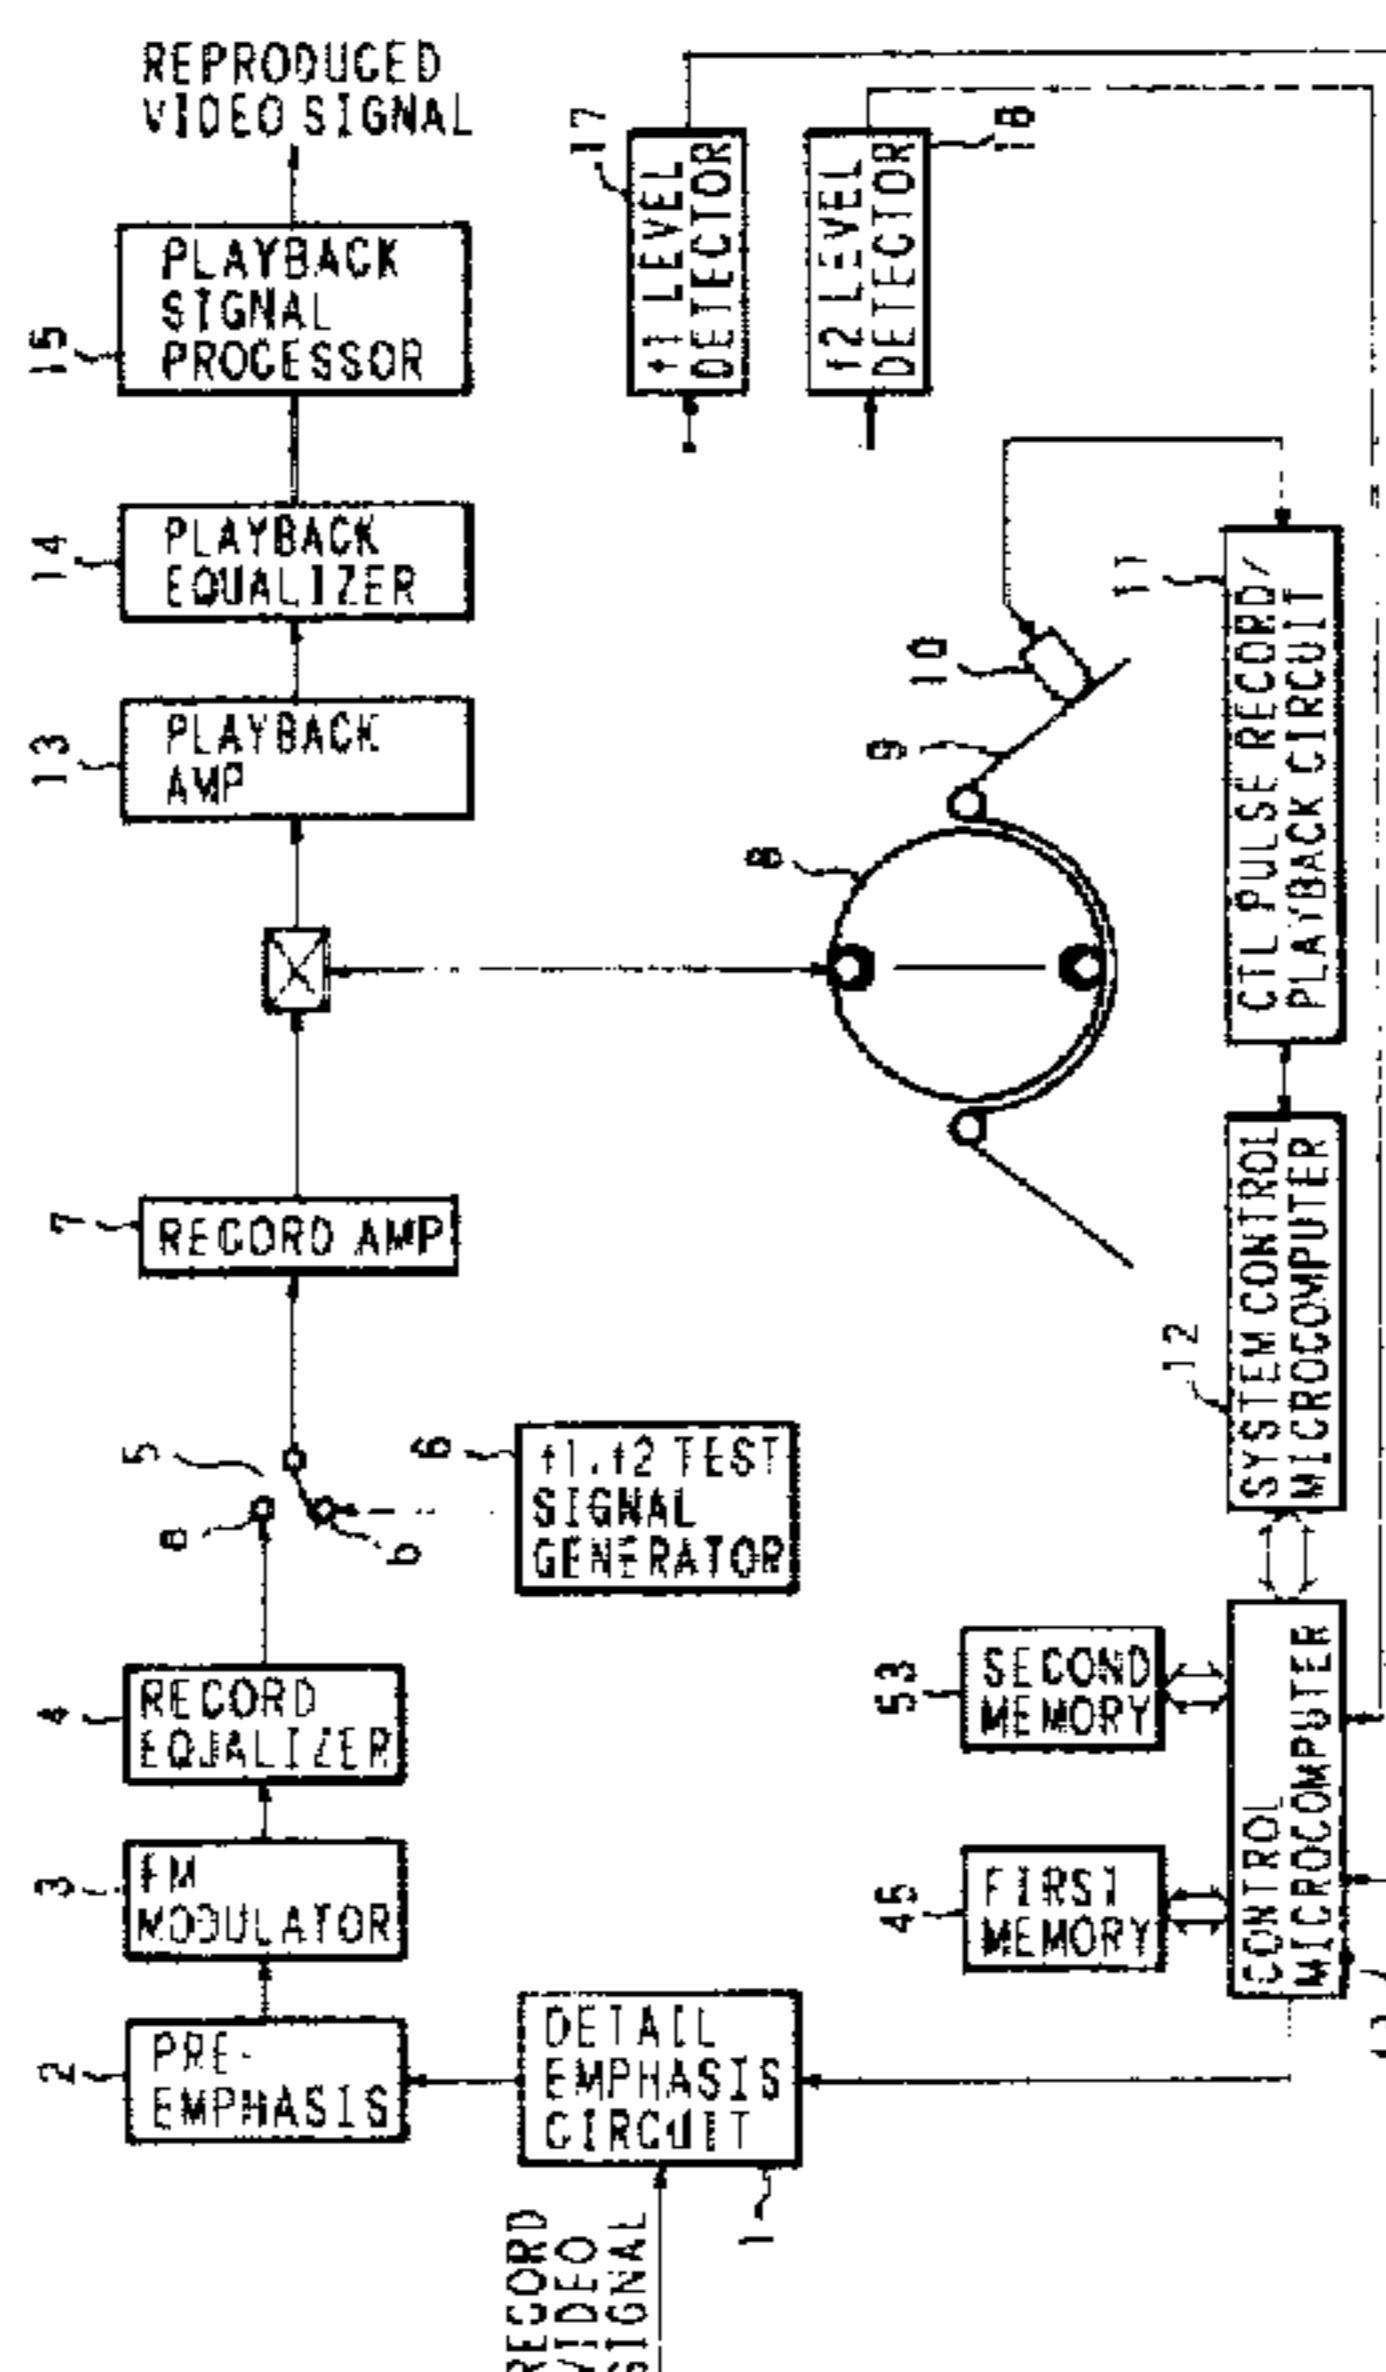 REPRODUCED
VIDEO SIGNAL
PLAYBACK
SIGNAL
PROCESSOR
15
17
f1 LEVEL
DETECTOR
18
f2 LEVEL
DETECTOR
PLAYBACK
EQUALIZER
14
PLAYBACK
AMP
13
10
9
8
11
CTL PULSE RECORD/
PLAYBACK CIRCUIT
7
RECORD AMP
12
SYSTEM CONTROL
MICROCOMPUTER
5
a
b
6
f1, f2 TEST
SIGNAL
GENERATOR
4
RECORD
EQUALIZER
53
SECOND
MEMORY
3
FM
MODULATOR
45
FIRST
MEMORY
CONTROL
MICROCOMPUTER
2
PRE-
EMPHASIS
DETAIL
EMPHASIS
CIRCUIT
1
RECORD
VIDEO
SIGNAL